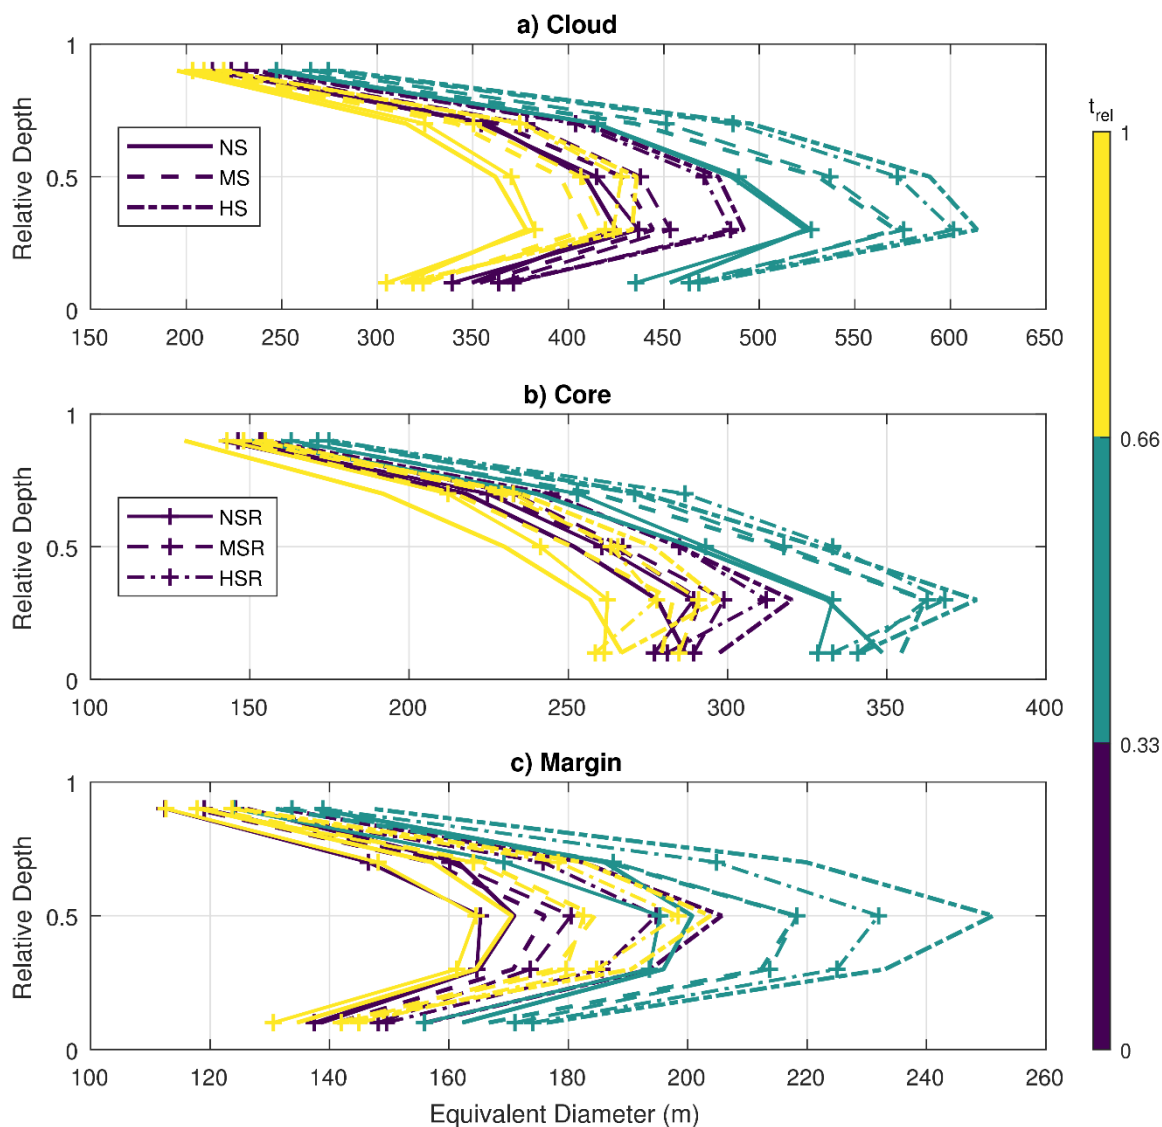 a) Cloud
1
0.5
0
Relative Depth
NS
MS
HS
150 200 250 300 350 400 450 500 550 600 650
b) Core
1
0.5
0
Relative Depth
NSR
MSR
HSR
100 150 200 250 300 350 400
c) Margin
1
0.5
0
Relative Depth
100 120 140 160 180 200 220 240 260
Equivalent Diameter (m)
t_rel
1
0.66
0.33
0